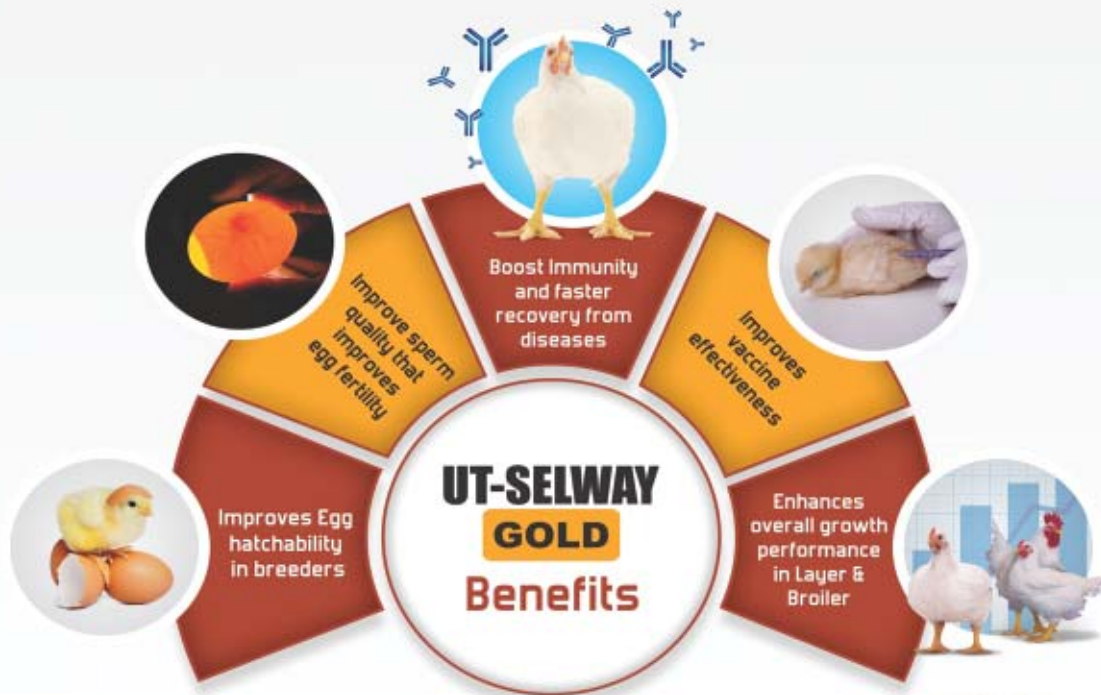 Boost Immunity
and faster
recovery from
diseases
Improve sperm
quality that
improves
egg fertility
Improves
vaccine
effectiveness
Improves Egg
hatchability
in breeders
UT-SELWAY
GOLD
Benefits
Enhances
overall growth
performance
in Layer &
Broiler